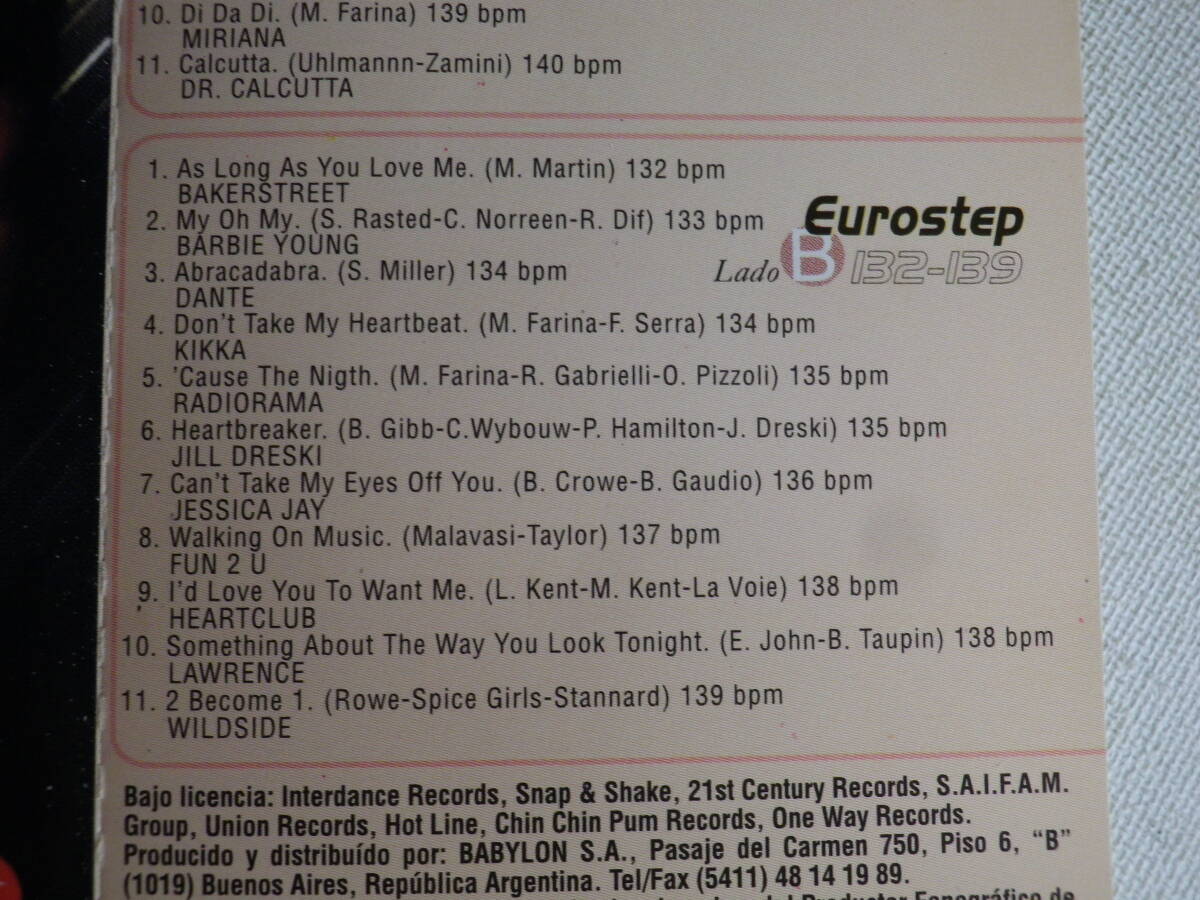 10. Di Da Di. (M. Farina) 139 bpm
MIRIANA
11. Calcutta. (Uhlmannn-Zamini) 140 bpm
DR. CALCUTTA
1. As Long As You Love Me. (M. Martin) 132 bpm
BAKERSTREET
2. My Oh My. (S. Rasted-C. Norreen-R. Dif) 133 bpm
BARBIE YOUNG
3. Abracadabra. (S. Miller) 134 bpm
DANTE
4. Don't Take My Heartbeat. (M. Farina-F. Serra) 134 bpm
KIKKA
5. 'Cause The Nigth. (M. Farina-R. Gabrielli-O. Pizzoli) 135 bpm
RADIORAMA
6. Heartbreaker. (B. Gibb-C.Wybouw-P. Hamilton-J. Dreski) 135 bpm
JILL DRESKI
7. Can't Take My Eyes Off You. (B. Crowe-B. Gaudio) 136 bpm
JESSICA JAY
8. Walking On Music. (Malavasi-Taylor) 137 bpm
FUN 2 U
9. I'd Love You To Want Me. (L. Kent-M. Kent-La Voie) 138 bpm
HEARTCLUB
10. Something About The Way You Look Tonight. (E. John-B. Taupin) 138 bpm
LAWRENCE
11. 2 Become 1. (Rowe-Spice Girls-Stannard) 139 bpm
WILDSIDE
Eurostep
Lado B 132-139
Bajo licencia: Interdance Records, Snap & Shake, 21st Century Records, S.A.I.F.A.M.
Group, Union Records, Hot Line, Chin Chin Pum Records, One Way Records.
Producido y distribuído por: BABYLON S.A., Pasaje del Carmen 750, Piso 6, "B"
(1019) Buenos Aires, República Argentina. Tel/Fax (5411) 48 14 19 89.
del Productor Fonográfico de